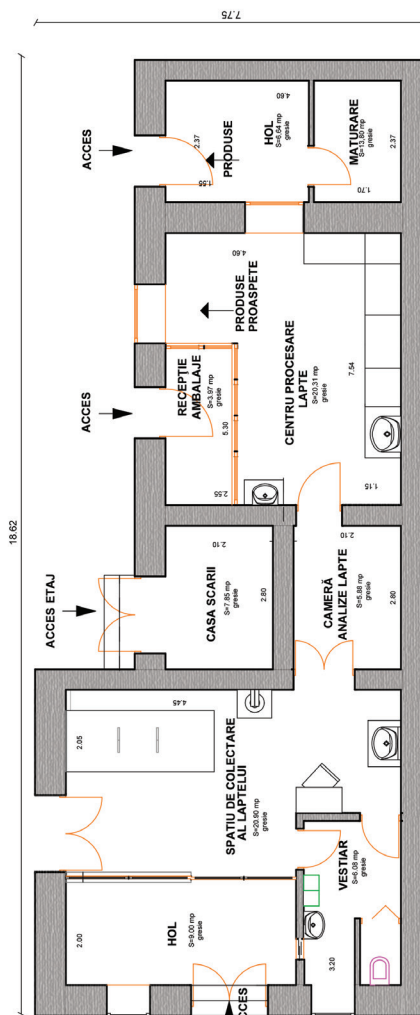 7.75
18.62
ACCES
PRODUSE
HOL
S=6.64 mp
gresie
4.60
2.37
1.55
MATURARE
S=13.80 mp
gresie
1.70
2.37
PRODUSE
PROASPETE
4.60
CENTRU PROCESARE
LAPTE
S=20.31 mp
gresie
7.54
1.15
ACCES
RECEPȚIE
AMBALAJE
S=3.97 mp
gresie
5.30
2.55
ACCES ETAJ
CASA SCARII
S=7.85 mp
gresie
2.10
2.80
CAMERĂ
ANALIZE LAPTE
S=5.88 mp
gresie
2.10
2.80
SPATIU DE COLECTARE
AL LAPTELUI
S=20.90 mp
gresie
4.45
2.05
VESTIAR
S=6.08 mp
gresie
3.20
HOL
S=9.00 mp
gresie
2.00
ACCES